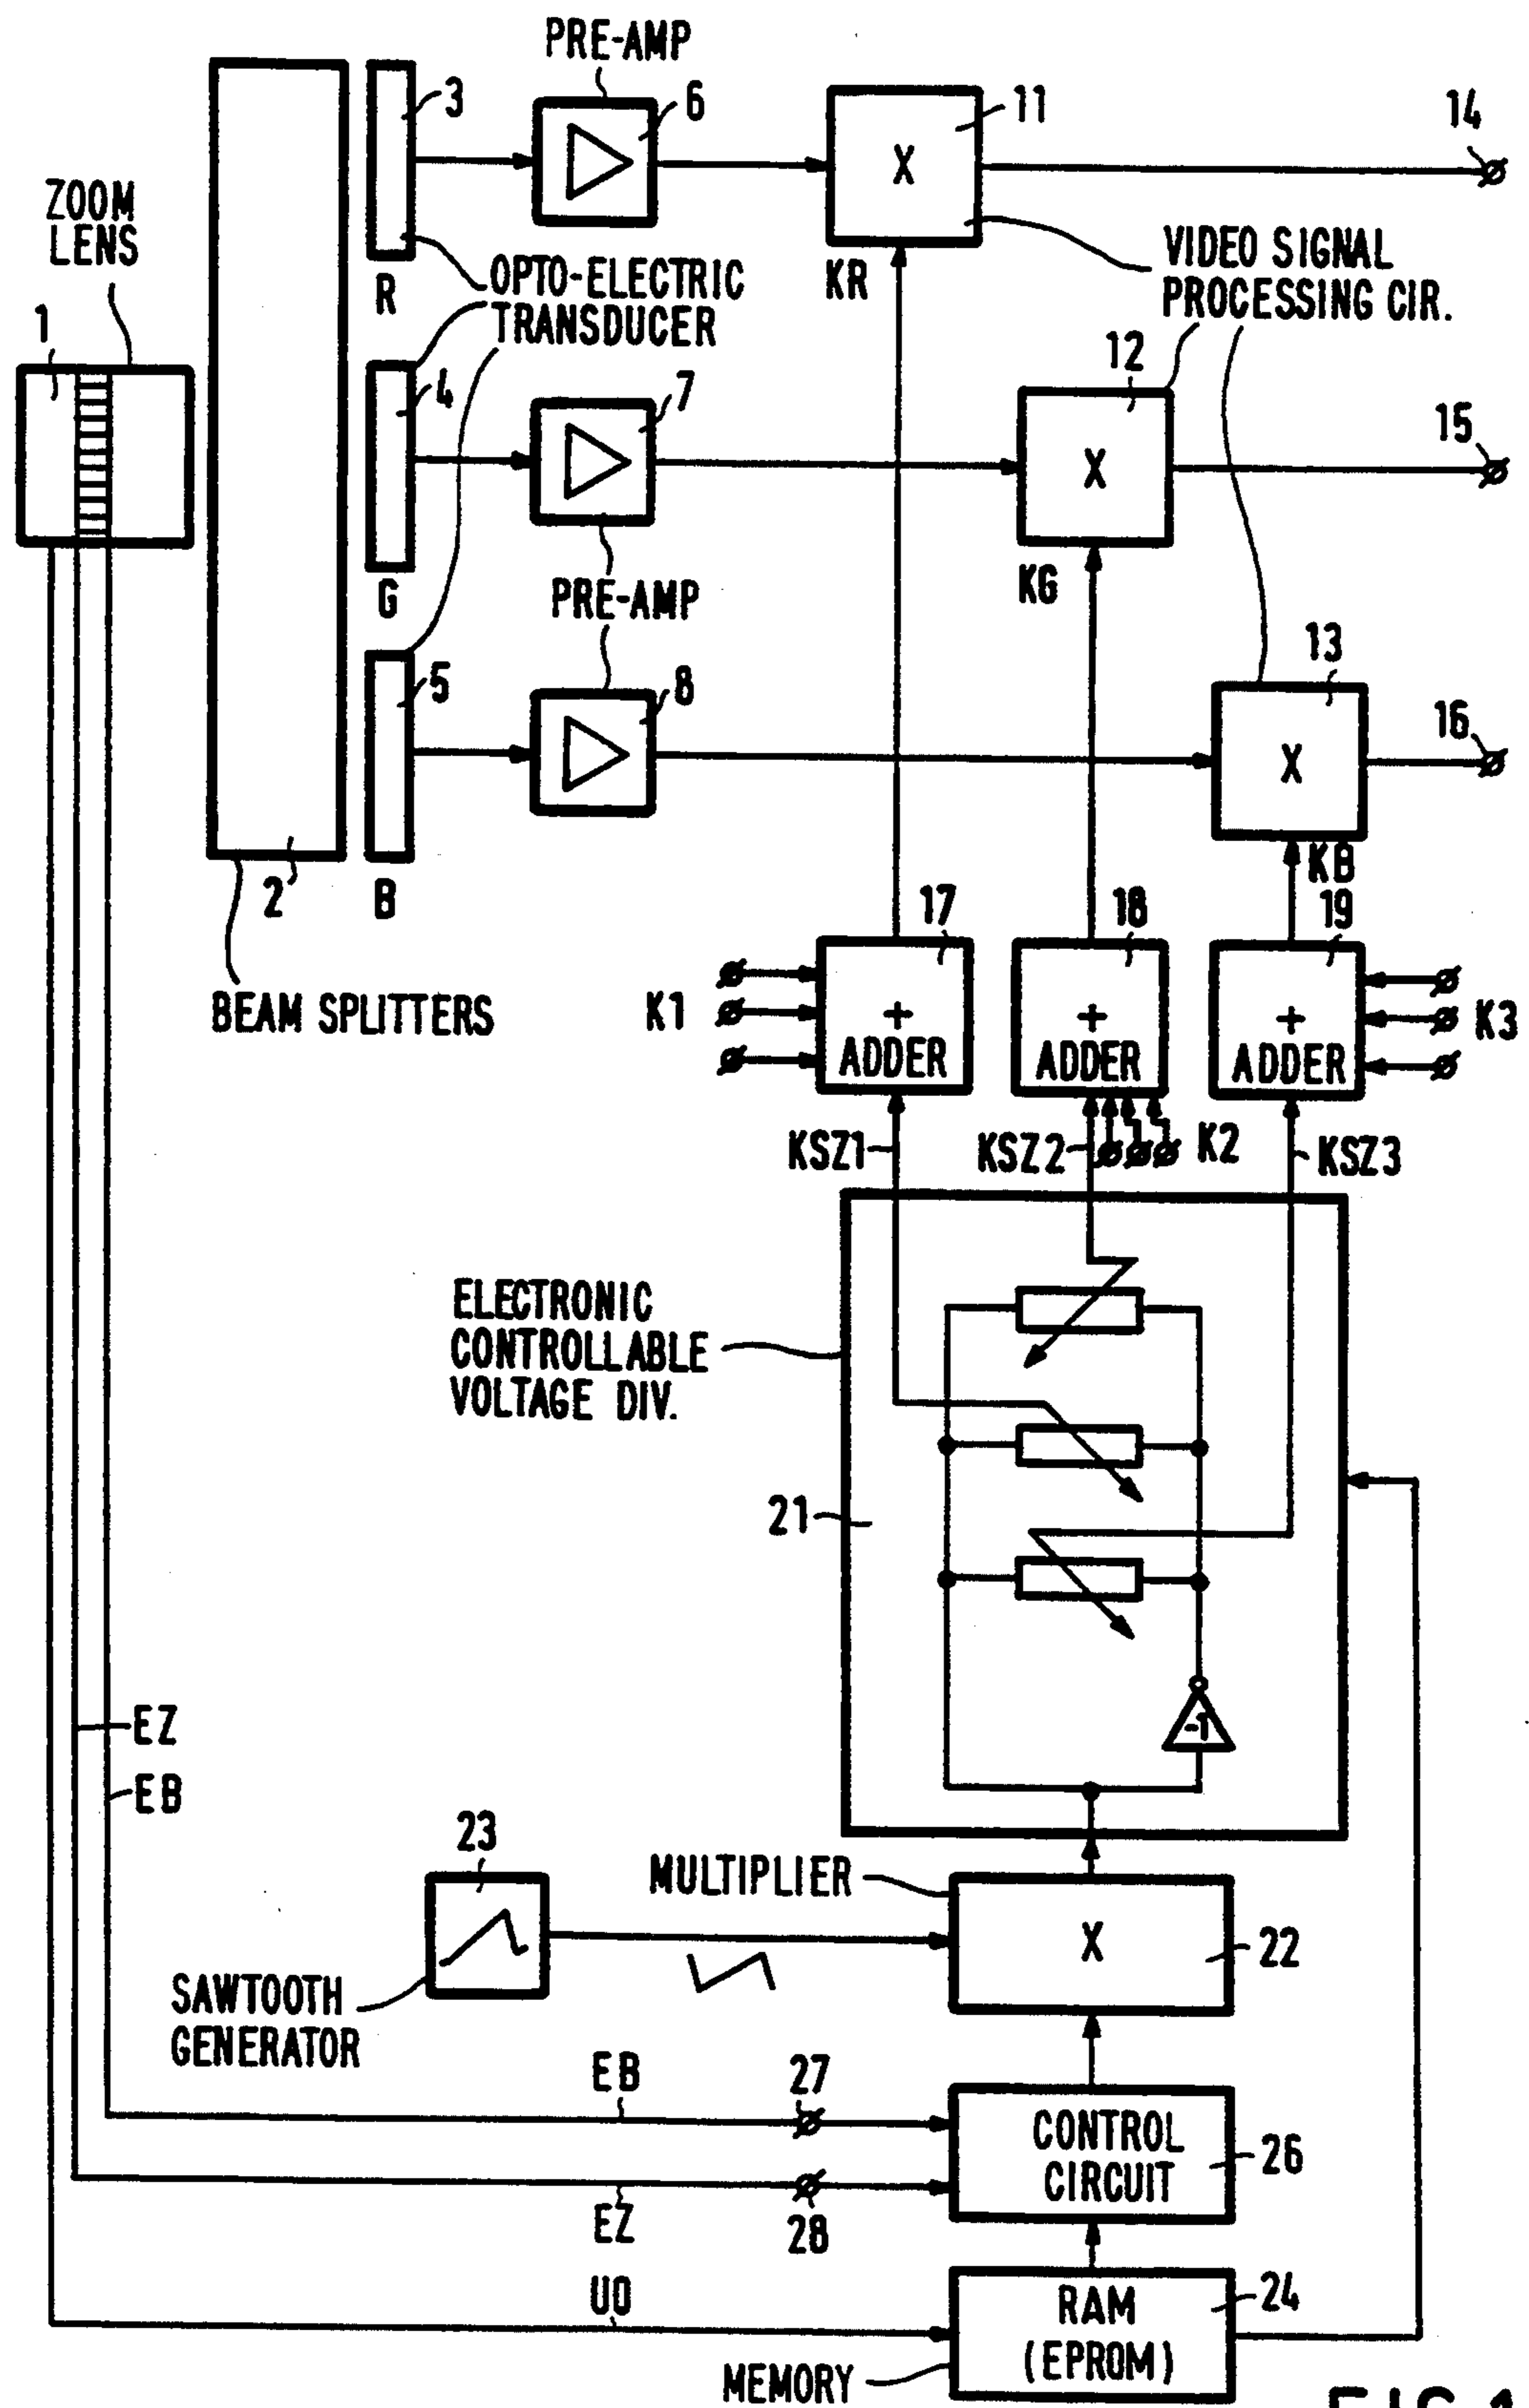 PRE-AMP
3
6
11
14
X
ZOOM
LENS
R
OPTO-ELECTRIC
TRANSDUCER
KR
VIDEO SIGNAL
PROCESSING CIR.
1
4
7
12
15
X
G
PRE-AMP
KG
5
8
13
16
X
2
B
KB
17
18
19
BEAM SPLITTERS
K1
+
ADDER
+
ADDER
+
ADDER
K3
KSZ1
KSZ2
K2
KSZ3
ELECTRONIC
CONTROLLABLE
VOLTAGE DIV.
21
EZ
-1
EB
23
MULTIPLIER
X
22
SAWTOOTH
GENERATOR
EB
27
CONTROL
CIRCUIT
26
EZ
28
UO
RAM
(EPROM)
24
MEMORY
FIG.1